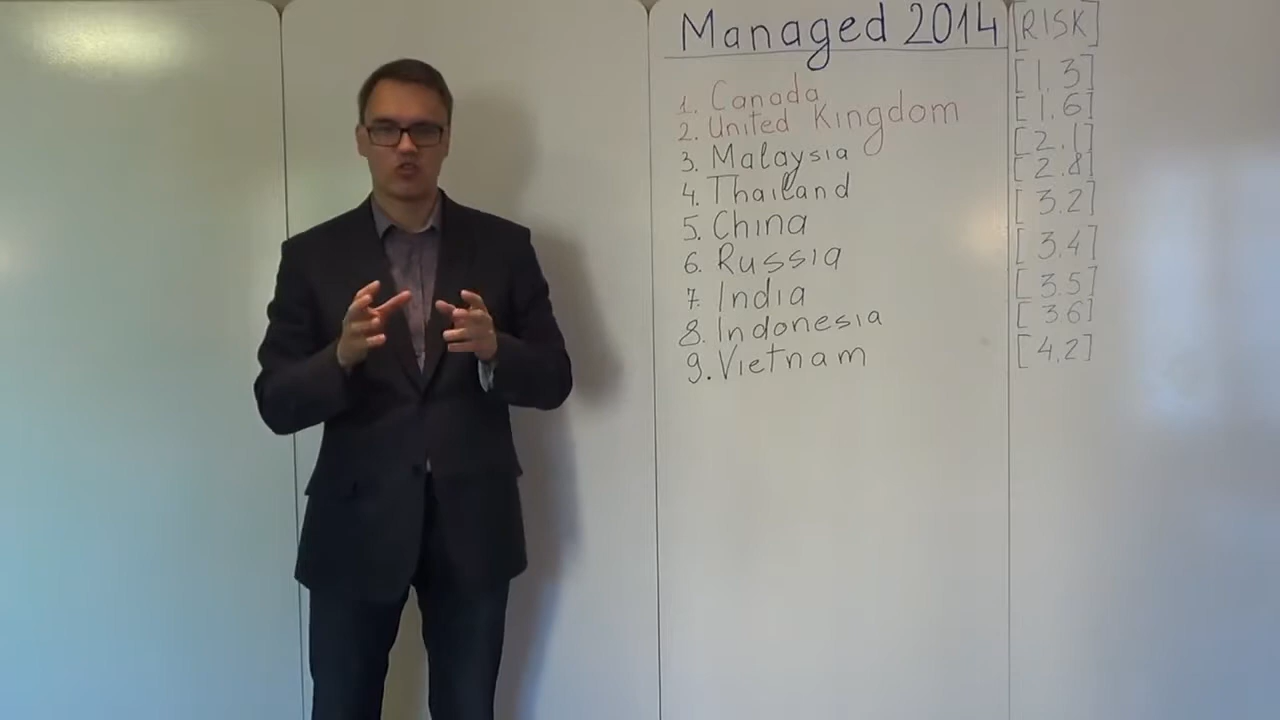 Managed 2014 [RISK]
1. Canada [1.3]
2. United Kingdom [1.6]
3. Malaysia [2.1]
4. Thailand [2.8]
5. China [3.2]
6. Russia [3.4]
7. India [3.5]
8. Indonesia [3.6]
9. Vietnam [4.2]